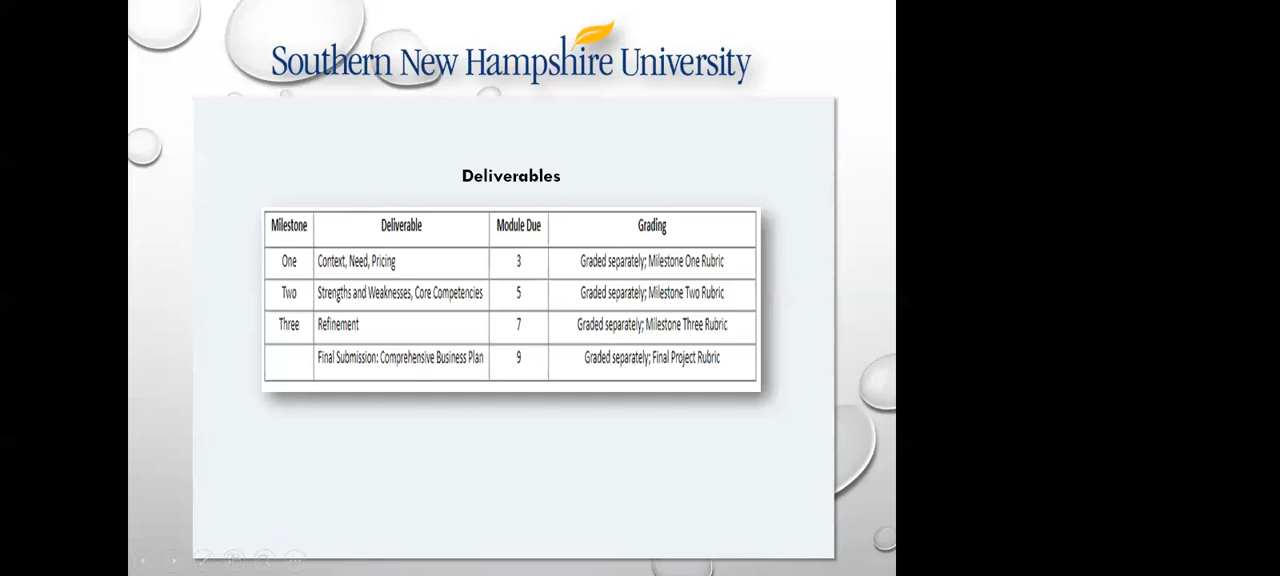 Southern New Hampshire University
Deliverables
Milestone Deliverable Module Due Grading
One Context, Need, Pricing 3 Graded separately; Milestone One Rubric
Two Strengths and Weaknesses, Core Competencies 5 Graded separately; Milestone Two Rubric
Three Refinement 7 Graded separately; Milestone Three Rubric
Final Submission: Comprehensive Business Plan 9 Graded separately; Final Project Rubric